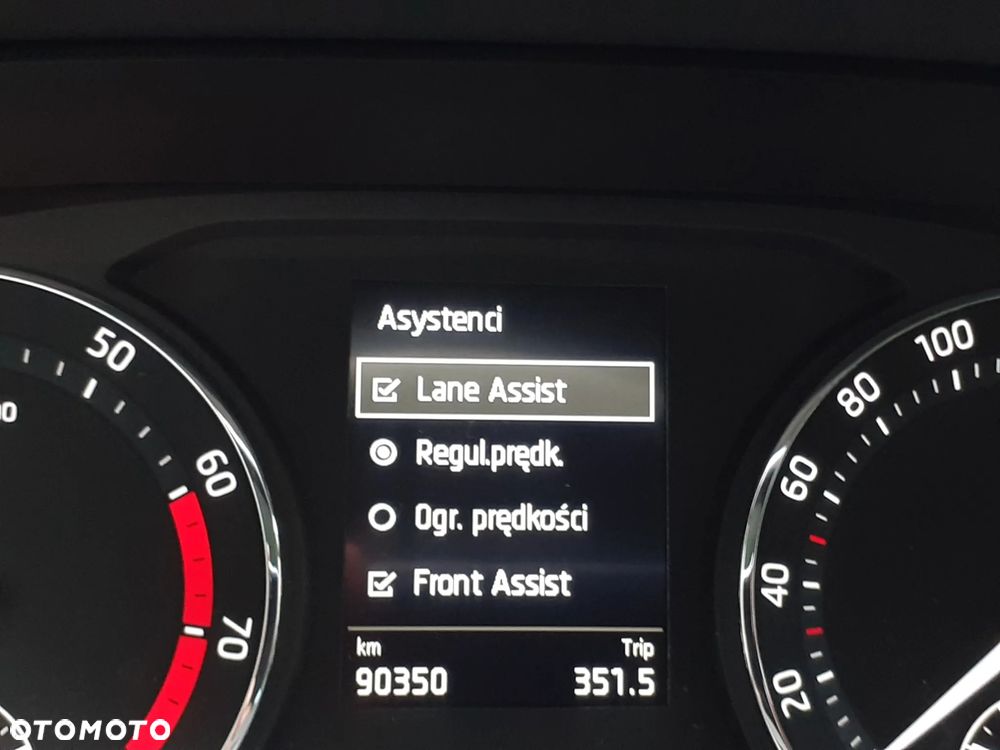 Asystenci
Lane Assist
Regul.prędk.
Ogr. prędkości
Front Assist
km Trip
90350 351.5
50
60
70
100
80
60
40
20
OTOMOTO